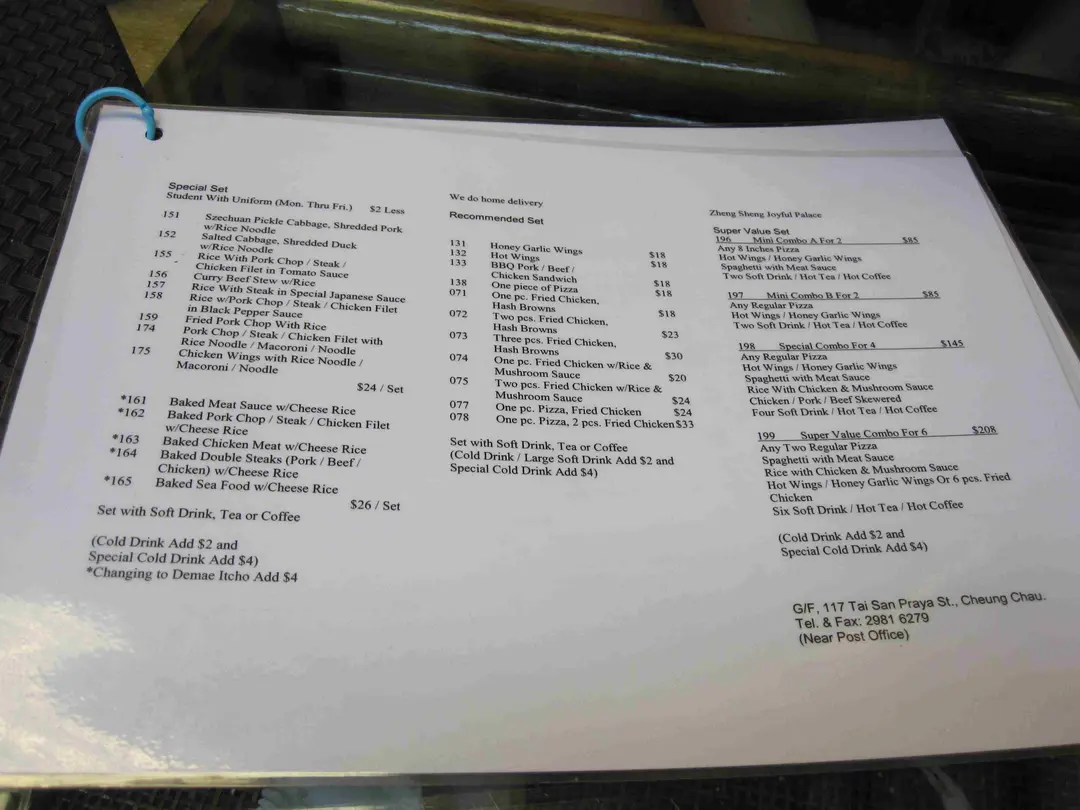 Special Set
Student With Uniform (Mon. Thru Fri.) $2 Less
151 Szechuan Pickle Cabbage, Shredded Pork
w/Rice Noodle
152 Salted Cabbage, Shredded Duck
w/Rice Noodle
155 Rice With Pork Chop / Steak /
Chicken Filet in Tomato Sauce
156 Curry Beef Stew w/Rice
157 Rice With Steak in Special Japanese Sauce
158 Rice w/Pork Chop / Steak / Chicken Filet
in Black Pepper Sauce
159 Fried Pork Chop With Rice
174 Pork Chop / Steak / Chicken Filet with
Rice Noodle / Macaroni / Noodle
175 Chicken Wings with Rice Noodle /
Macoroni / Noodle
$24 / Set
*161 Baked Meat Sauce w/Cheese Rice
*162 Baked Pork Chop / Steak / Chicken Filet
w/Cheese Rice
*163 Baked Chicken Meat w/Cheese Rice
*164 Baked Double Steaks (Pork / Beef /
Chicken) w/Cheese Rice
*165 Baked Sea Food w/Cheese Rice
$26 / Set
Set with Soft Drink, Tea or Coffee
(Cold Drink Add $2 and
Special Cold Drink Add $4)
*Changing to Demae Itcho Add $4
We do home delivery
Recommended Set
131 Honey Garlic Wings
132 Hot Wings $18
133 BBQ Pork / Beef / $18
Chicken Sandwich
138 One piece of Pizza $18
071 One pc. Fried Chicken, $18
Hash Browns
072 Two pcs. Fried Chicken, $18
Hash Browns
073 Three pcs. Fried Chicken, $23
Hash Browns
074 One pc. Fried Chicken w/Rice & $30
Mushroom Sauce $20
075 Two pcs. Fried Chicken w/Rice &
Mushroom Sauce $24
077 One pc. Pizza, Fried Chicken $24
078 One pc. Pizza, 2 pcs. Fried Chicken $33
Set with Soft Drink, Tea or Coffee
(Cold Drink / Large Soft Drink Add $2 and
Special Cold Drink Add $4)
Zheng Sheng Joyful Palace
Super Value Set
196 Mini Combo A For 2 $85
Any 8 Inches Pizza
Hot Wings / Honey Garlic Wings
Spaghetti with Meat Sauce
Two Soft Drink / Hot Tea / Hot Coffee
197 Mini Combo B For 2 $85
Any Regular Pizza
Hot Wings / Honey Garlic Wings
Two Soft Drink / Hot Tea / Hot Coffee
198 Special Combo For 4 $145
Any Regular Pizza
Hot Wings / Honey Garlic Wings
Spaghetti with Meat Sauce
Rice With Chicken & Mushroom Sauce
Chicken / Pork / Beef Skewered
Four Soft Drink / Hot Tea / Hot Coffee
199 Super Value Combo For 6 $208
Any Two Regular Pizza
Spaghetti with Meat Sauce
Rice with Chicken & Mushroom Sauce
Hot Wings / Honey Garlic Wings Or 6 pcs. Fried
Chicken
Six Soft Drink / Hot Tea / Hot Coffee
(Cold Drink Add $2 and
Special Cold Drink Add $4)
G/F, 117 Tai San Praya St., Cheung Chau.
Tel. & Fax: 2981 6279
(Near Post Office)